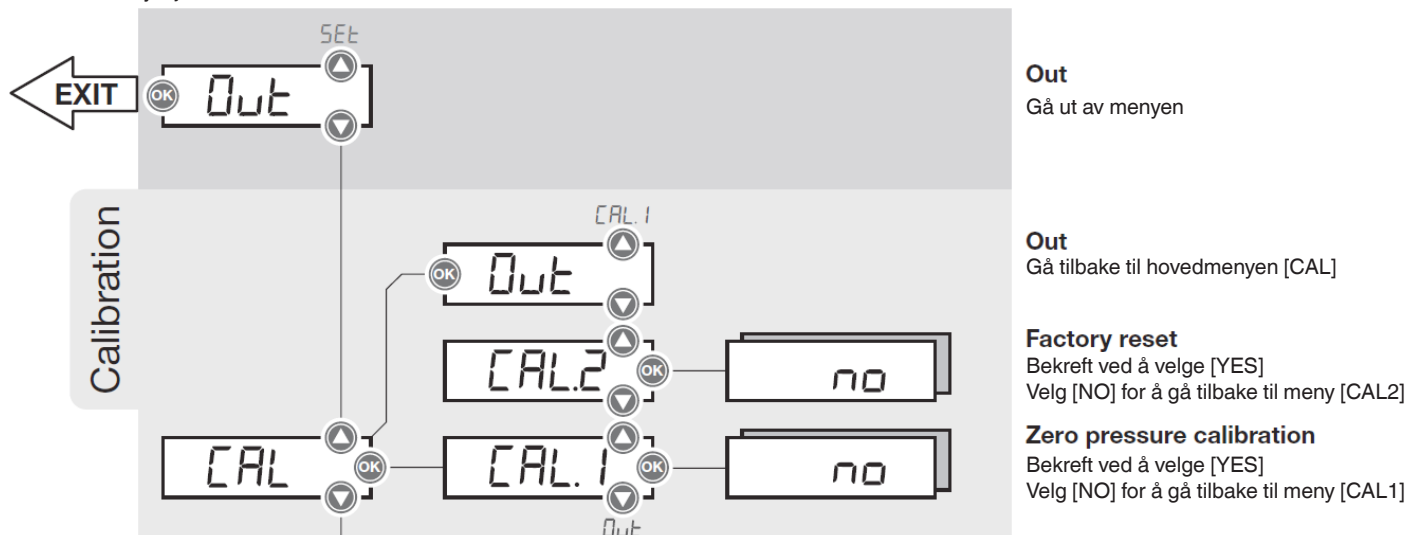 SEt
EXIT
OK
Out
Out
Gå ut av menyen
Calibration
CAL.1
OK
Out
Out
Gå tilbake til hovedmenyen [CAL]
CAL.2
OK
no
Factory reset
Bekreft ved å velge [YES]
Velg [NO] for å gå tilbake til meny [CAL2]
CAL
OK
CAL.1
OK
no
Zero pressure calibration
Bekreft ved å velge [YES]
Velg [NO] for å gå tilbake til meny [CAL1]
Out